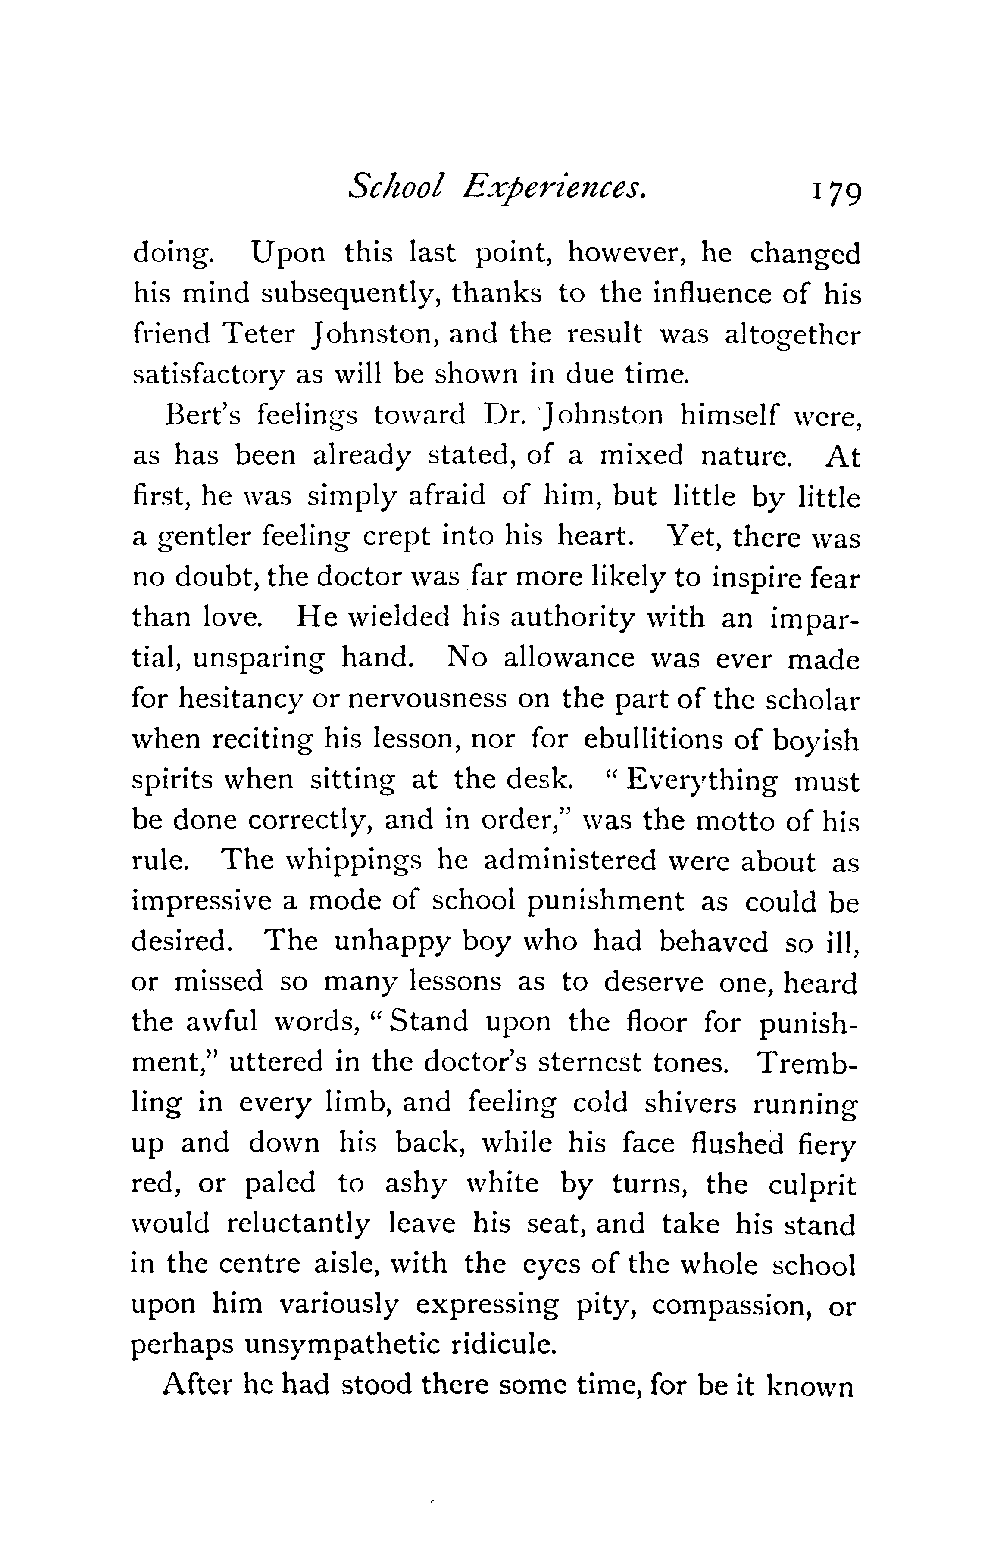 School Experiences. 179
doing. Upon this last point, however, he changed
his mind subsequently, thanks to the influence of his
friend Teter Johnston, and the result was altogether
satisfactory as will be shown in due time.
Bert's feelings toward Dr. Johnston himself were,
as has been already stated, of a mixed nature. At
first, he was simply afraid of him, but little by little
a gentler feeling crept into his heart. Yet, there was
no doubt, the doctor was far more likely to inspire fear
than love. He wielded his authority with an impar-
tial, unsparing hand. No allowance was ever made
for hesitancy or nervousness on the part of the scholar
when reciting his lesson, nor for ebullitions of boyish
spirits when sitting at the desk. "Everything must
be done correctly, and in order," was the motto of his
rule. The whippings he administered were about as
impressive a mode of school punishment as could be
desired. The unhappy boy who had behaved so ill,
or missed so many lessons as to deserve one, heard
the awful words, "Stand upon the floor for punish-
ment," uttered in the doctor's sternest tones. Tremb-
ling in every limb, and feeling cold shivers running
up and down his back, while his face flushed fiery
red, or paled to ashy white by turns, the culprit
would reluctantly leave his seat, and take his stand
in the centre aisle, with the eyes of the whole school
upon him variously expressing pity, compassion, or
perhaps unsympathetic ridicule.
After he had stood there some time, for be it known